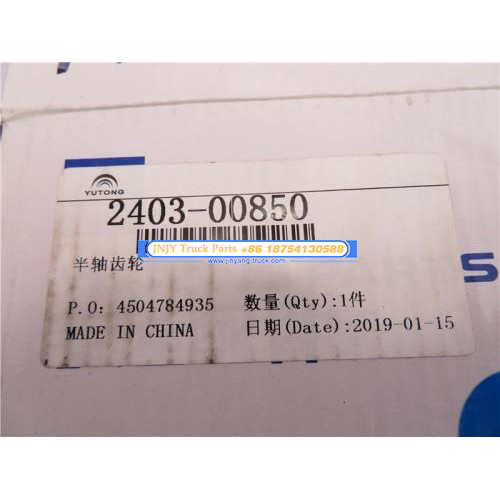 YUTONG
2403-00850
JNJY Truck Parts +86 18754130588
www.jinyang-truck.com
半轴齿轮
P.O: 4504784935 数量(Qty):1件
MADE IN CHINA 日期(Date):2019-01-15
S